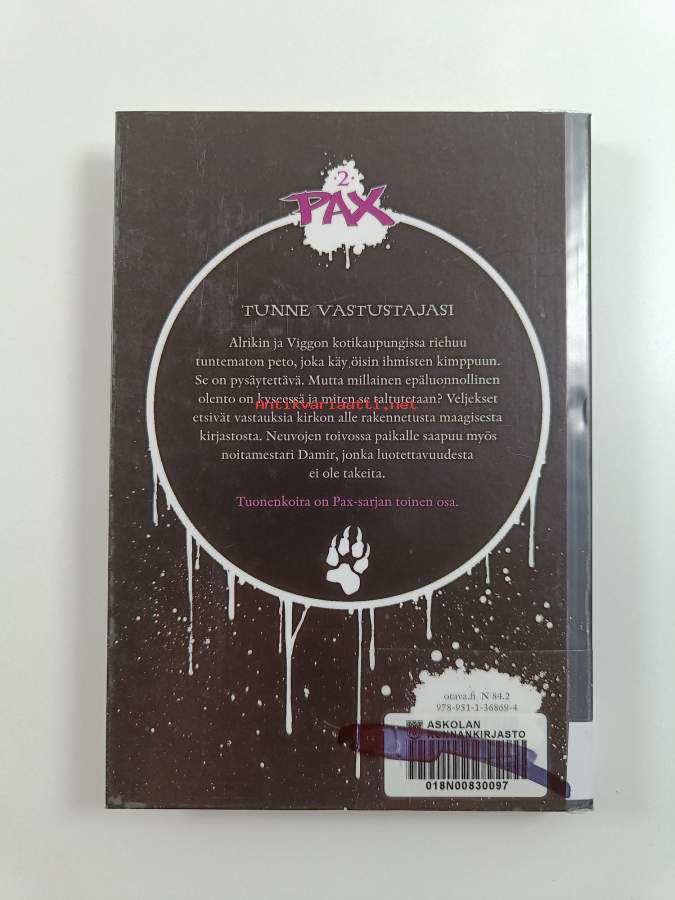 ·2·
PAX
TUNNE VASTUSTAJASI
Alrikin ja Viggon kotikaupungissa riehuu
tuntematon peto, joka käy öisin ihmisten kimppuun.
Se on pysäytettävä. Mutta millainen epäluonnollinen
olento on kyseessä ja miten se taltutetaan? Veljekset
Antikvariaatti.net
etsivät vastauksia kirkon alle rakennetusta maagisesta
kirjastosta. Neuvojen toivossa paikalle saapuu myös
noitamestari Damir, jonka luotettavuudesta
ei ole takeita.
Tuonenkoira on Pax-sarjan toinen osa.
otava.fi N 84.2
978-951-1-36869-4
ASKOLAN
KUNNANKIRJASTO
018N00830097